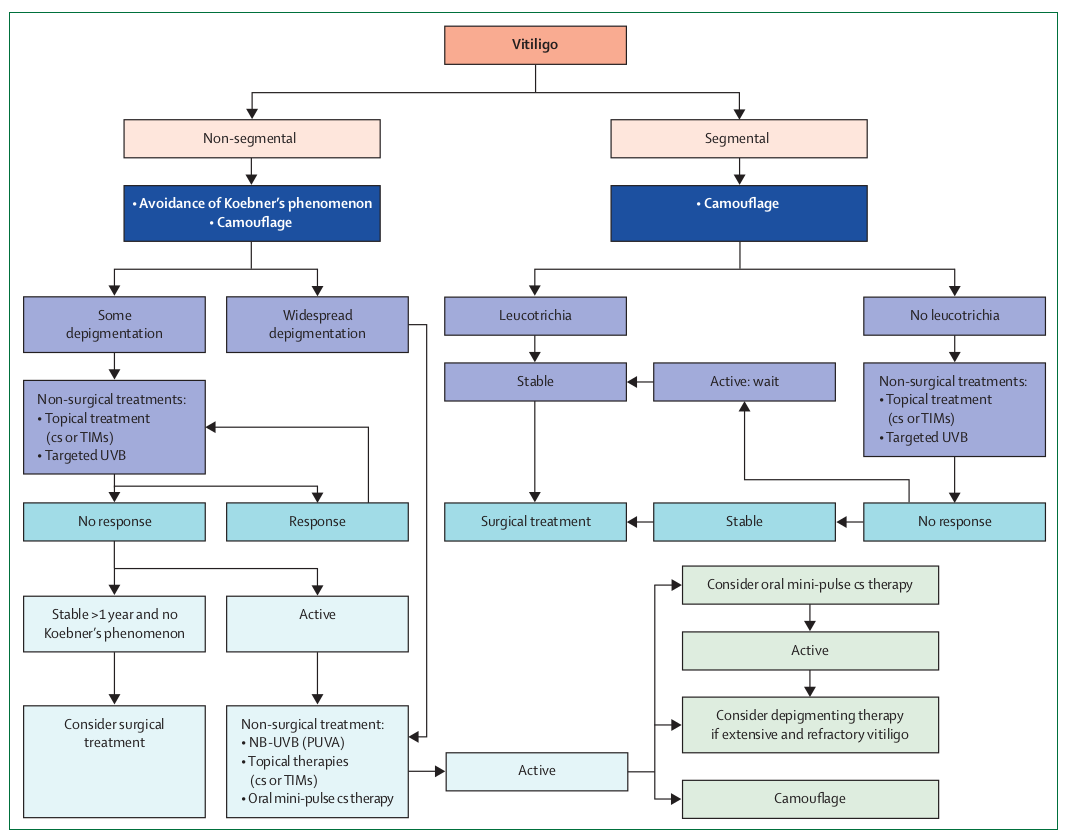 Vitiligo
Non-segmental
Segmental
• Avoidance of Koebner's phenomenon
• Camouflage
• Camouflage
Some
depigmentation
Widespread
depigmentation
Leucotrichia
No leucotrichia
Non-surgical treatments:
• Topical treatment
(cs or TIMs)
• Targeted UVB
Stable
Active: wait
Non-surgical treatments:
• Topical treatment
(cs or TIMs)
• Targeted UVB
No response
Response
Surgical treatment
Stable
No response
Stable >1 year and no
Koebner's phenomenon
Active
Consider surgical
treatment
Non-surgical treatment:
• NB-UVB (PUVA)
• Topical therapies
(cs or TIMs)
• Oral mini-pulse cs therapy
Active
Consider oral mini-pulse cs therapy
Active
Consider depigmenting therapy
if extensive and refractory vitiligo
Camouflage